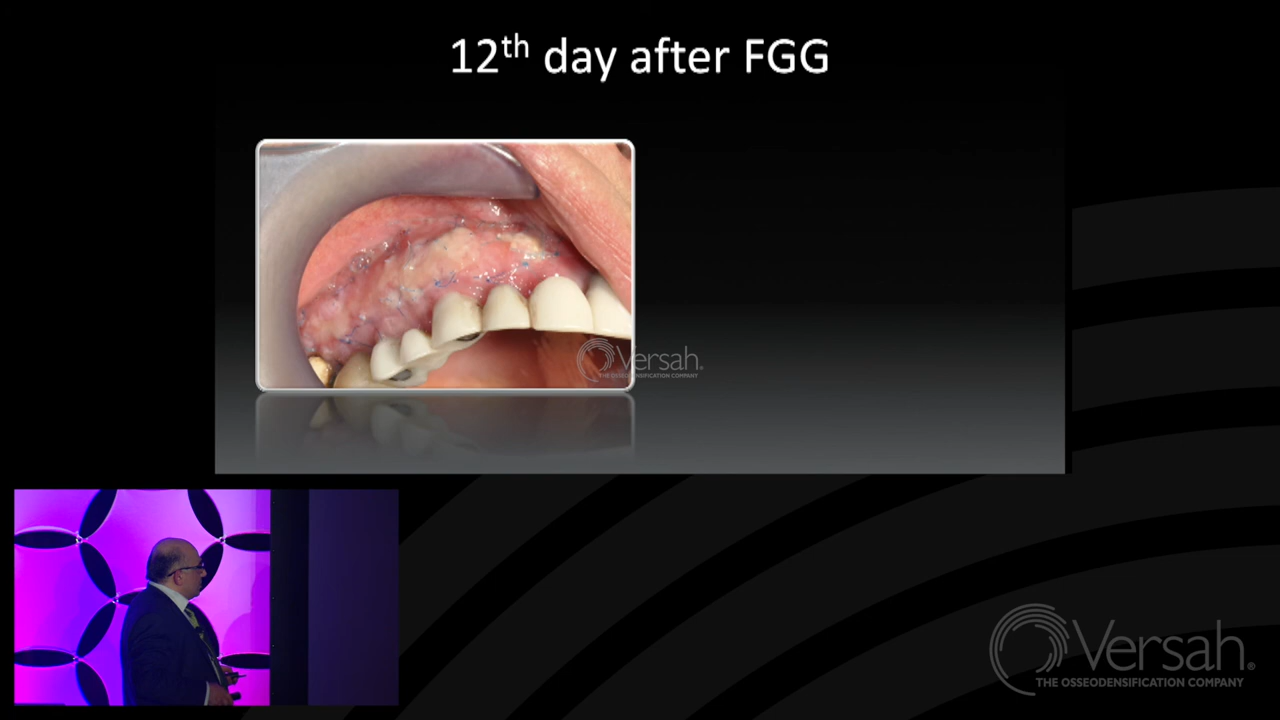 12th day after FGG
Versah.
THE OSSEODENSIFICATION COMPANY
Versah®
THE OSSEODENSIFICATION COMPANY